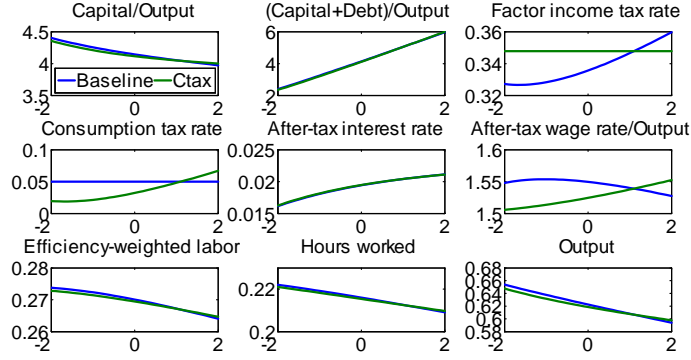 Capital/Output (Capital+Debt)/Output Factor income tax rate
4.5 6 0.36
4 0.34
Baseline Ctax
3.5 2 0.32
-2 0 2 -2 0 2 -2 0 2
Consumption tax rate After-tax interest rate After-tax wage rate/Output
0.1 0.025 1.6
0.05 0.02 1.55
0 0.015 1.5
-2 0 2 -2 0 2 -2 0 2
Efficiency-weighted labor Hours worked Output
0.28 0.68
0.66
0.27 0.22 0.64
0.62
0.6
0.26 0.2 0.58
-2 0 2 -2 0 2 -2 0 2